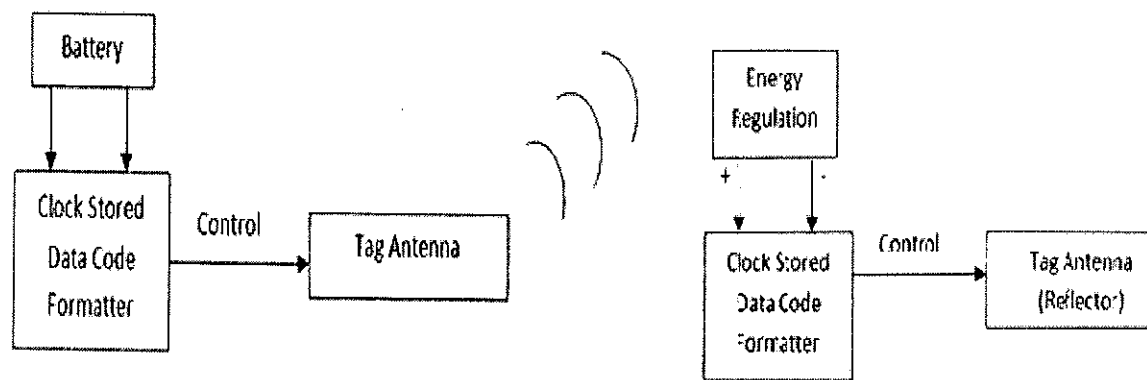 Battery
Clock Stored
Data Code
Formatter
Control
Tag Antenna
Energy
Regulation
+ -
Clock Stored
Data Code
Formatter
Control
Tag Antenna
(Reflector)